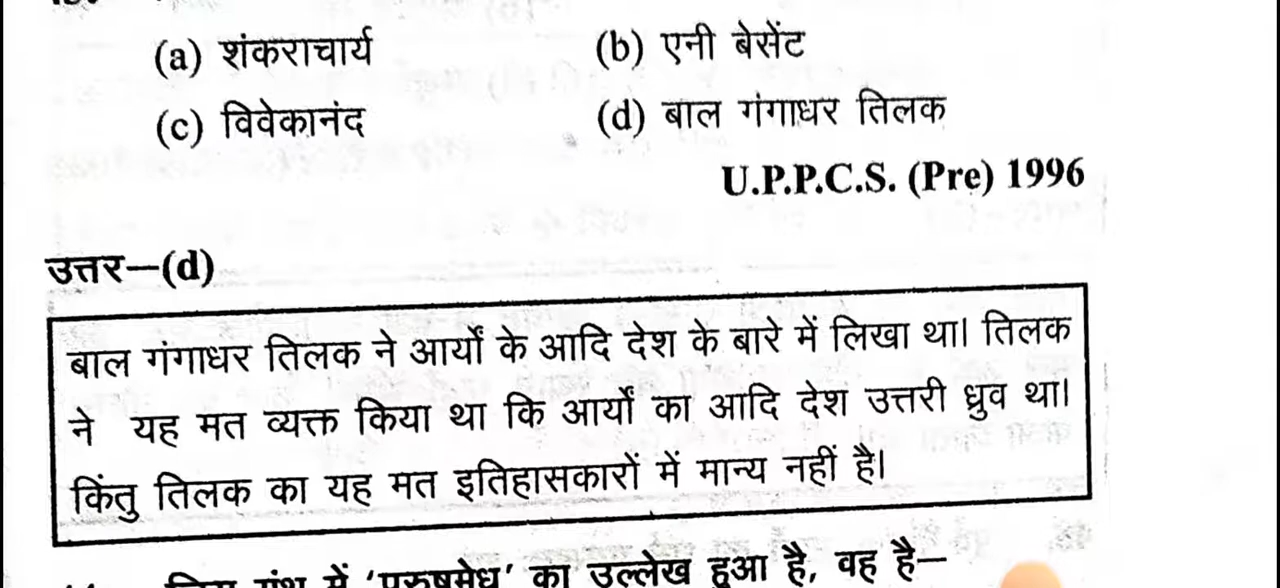 (a) शंकराचार्य (b) एनी बेसेंट
(c) विवेकानंद (d) बाल गंगाधर तिलक
U.P.P.C.S. (Pre) 1996
उत्तर–(d)
बाल गंगाधर तिलक ने आर्यों के आदि देश के बारे में लिखा था। तिलक
ने यह मत व्यक्त किया था कि आर्यों का आदि देश उत्तरी ध्रुव था।
किंतु तिलक का यह मत इतिहासकारों में मान्य नहीं है।
ग्रंथ में 'पुरुषमेध' का उल्लेख हुआ है, वह है–